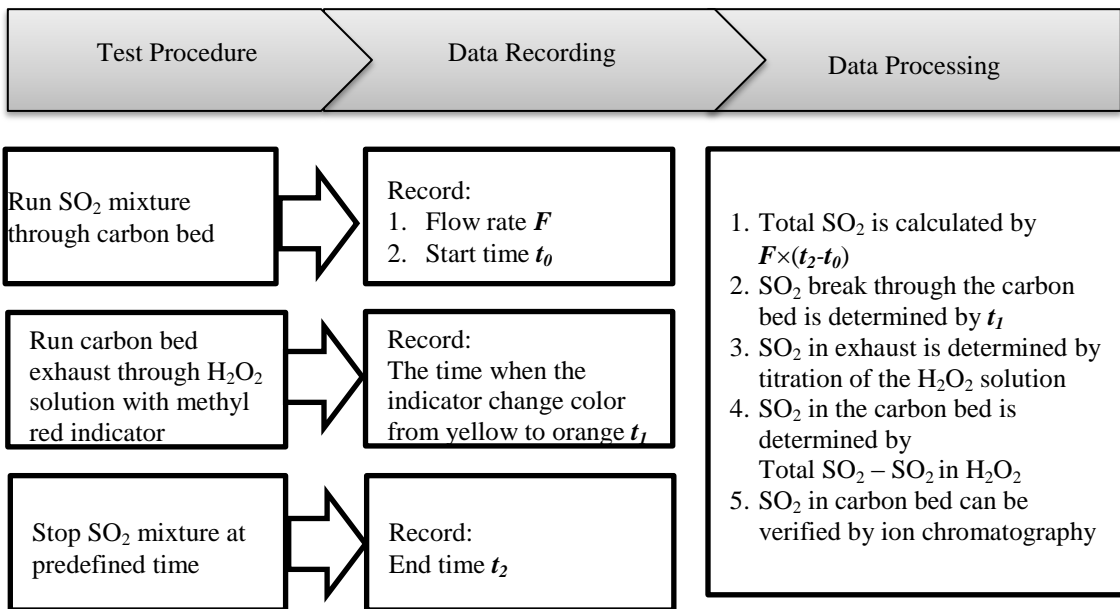 Test Procedure
Data Recording
Data Processing
Run SO₂ mixture
through carbon bed
Record:
1. Flow rate F
2. Start time t₀
Run carbon bed
exhaust through H₂O₂
solution with methyl
red indicator
Record:
The time when the
indicator change color
from yellow to orange t₁
Stop SO₂ mixture at
predefined time
Record:
End time t₂
1. Total SO₂ is calculated by
F×(t₂-t₀)
2. SO₂ break through the carbon
bed is determined by t₁
3. SO₂ in exhaust is determined by
titration of the H₂O₂ solution
4. SO₂ in the carbon bed is
determined by
Total SO₂ – SO₂ in H₂O₂
5. SO₂ in carbon bed can be
verified by ion chromatography